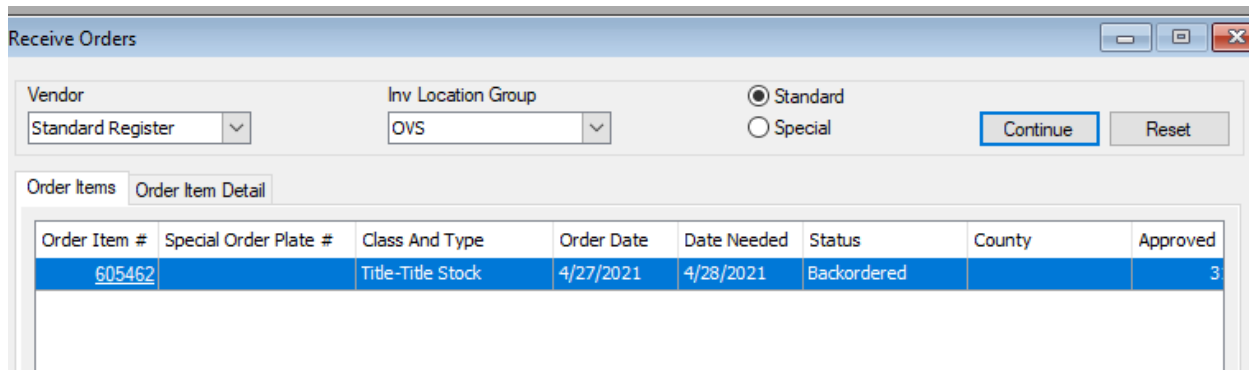 Receive Orders
Vendor Inv Location Group Standard
Standard Register OVS Special Continue Reset
Order Items Order Item Detail
Order Item # Special Order Plate # Class And Type Order Date Date Needed Status County Approved
605462 Title-Title Stock 4/27/2021 4/28/2021 Backordered